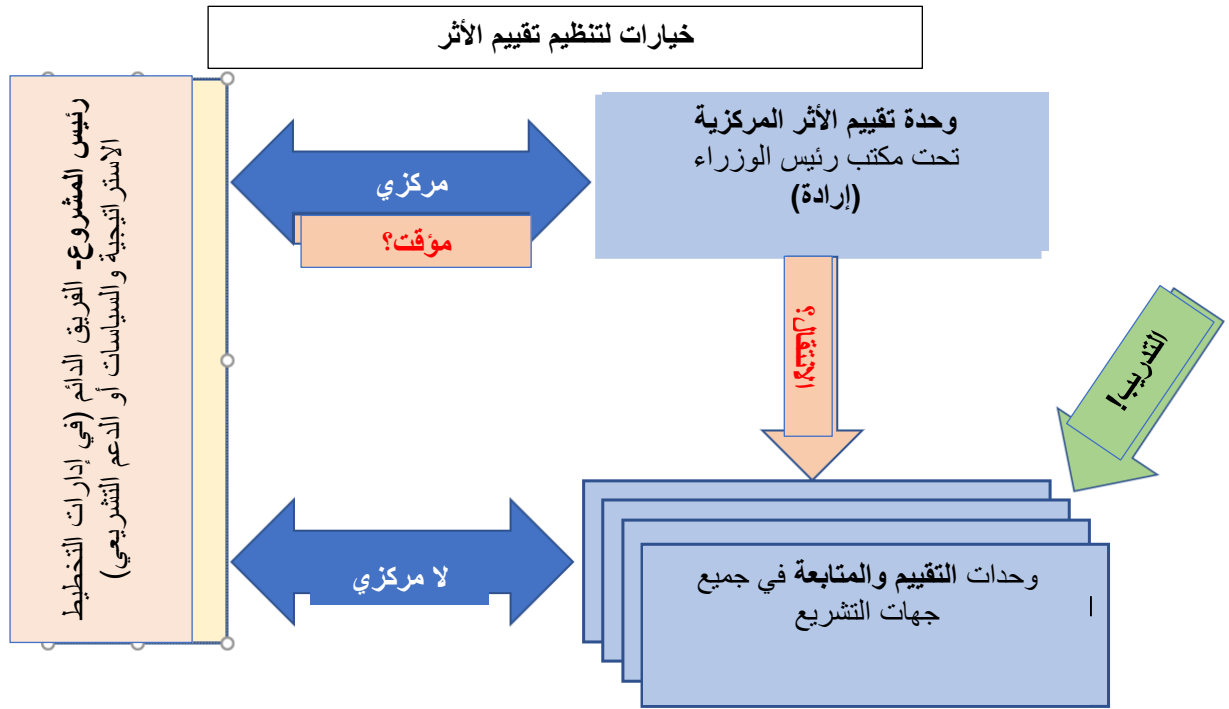 خيارات لتنظيم تقييم الأثر
رئيس المشروع- الفريق الدائم (في إدارات التخطيط
الاستراتيجية والسياسات أو الدعم التشريعي)
وحدة تقييم الأثر المركزية
تحت مكتب رئيس الوزراء
(إرادة)
مركزي
مؤقت؟
الانتقال؟
التدريب!
لا مركزي
وحدات التقييم والمتابعة في جميع
جهات التشريع